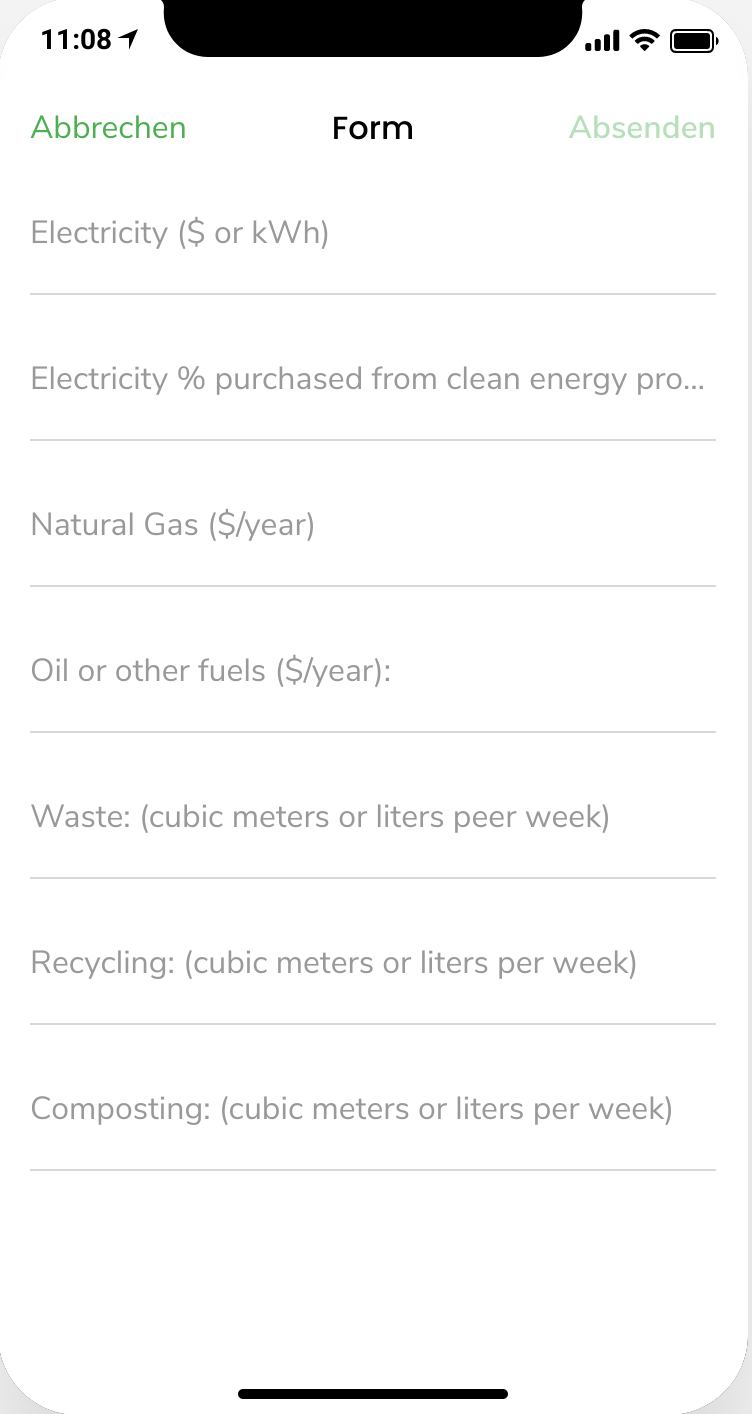 11:08
Abbrechen Form Absenden
Electricity ($ or kWh)
Electricity % purchased from clean energy pro...
Natural Gas ($/year)
Oil or other fuels ($/year):
Waste: (cubic meters or liters peer week)
Recycling: (cubic meters or liters per week)
Composting: (cubic meters or liters per week)